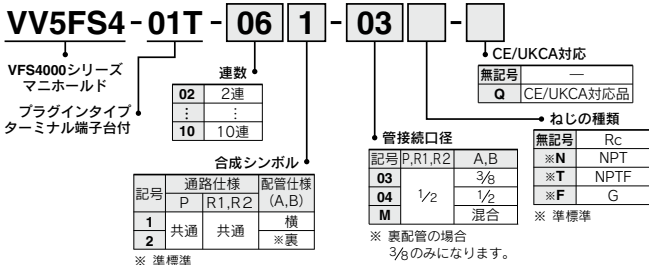 VV5FS4-01T-06 1-03 -
VFS4000シリーズ
マニホールド
プラグインタイプ
ターミナル端子台付
連数
02 2連
⋮ ⋮
10 10連
合成シンボル
記号 通路仕様 配管仕様
P R1,R2 (A,B)
1 共通 共通 横
2 ※裏
※ 準標準
管接続口径
記号 P,R1,R2 A,B
03 1/2 3/8
04 1/2
M 混合
※ 裏配管の場合
3/8のみになります。
CE/UKCA対応
無記号 —
Q CE/UKCA対応品
ねじの種類
無記号 Rc
※N NPT
※T NPTF
※F G
※ 準標準